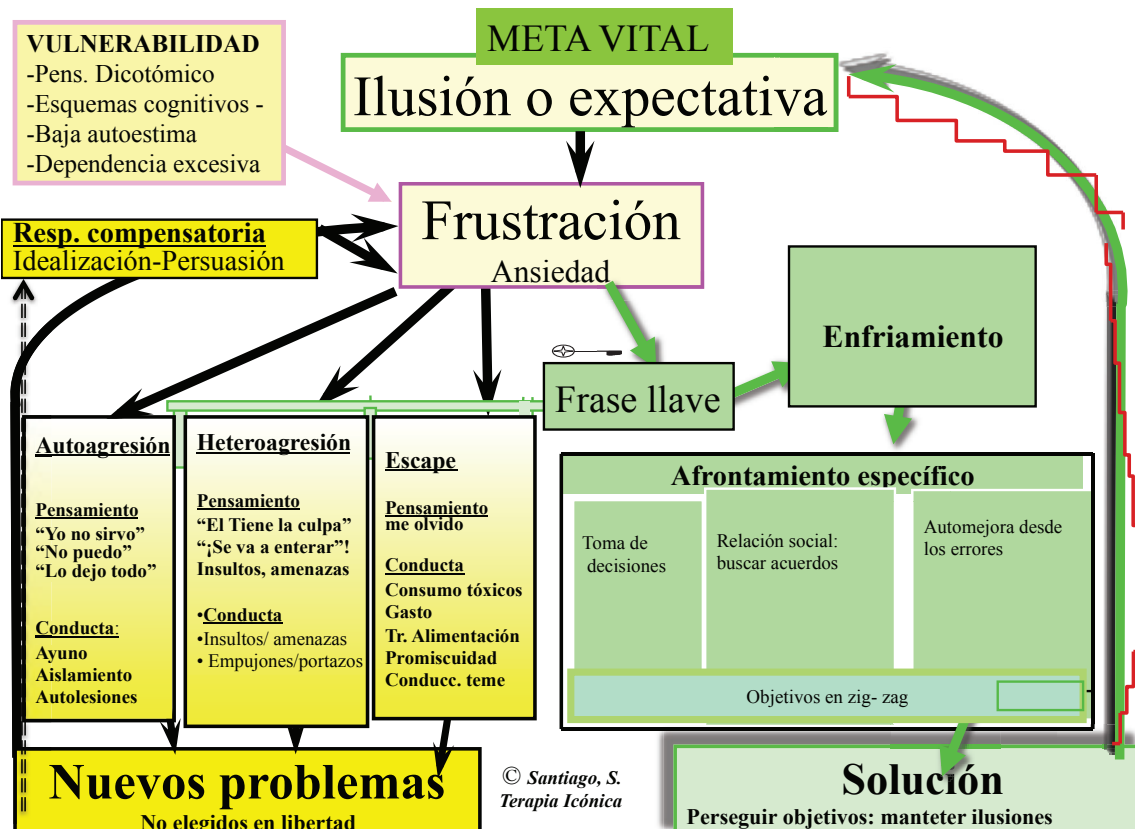 VULNERABILIDAD
-Pens. Dicotómico
-Esquemas cognitivos -
-Baja autoestima
-Dependencia excesiva
META VITAL
Ilusión o expectativa
Frustración
Ansiedad
Resp. compensatoria
Idealización-Persuasión
Enfriamiento
Frase llave
Autoagresión
Pensamiento
“Yo no sirvo”
“No puedo”
“Lo dejo todo”
Conducta:
Ayuno
Aislamiento
Autolesiones
Heteroagresión
Pensamiento
“El Tiene la culpa”
“¡Se va a enterar”!
Insultos, amenazas
•Conducta
•Insultos/ amenazas
• Empujones/portazos
Escape
Pensamiento
me olvido
Conducta
Consumo tóxicos
Gasto
Tr. Alimentación
Promiscuidad
Conducc. teme
Afrontamiento específico
Toma de
decisiones
Relación social:
buscar acuerdos
Automejora desde
los errores
Objetivos en zig- zag
Nuevos problemas
No elegidos en libertad
© Santiago, S.
Terapia Icónica
Solución
Perseguir objetivos: manteter ilusiones